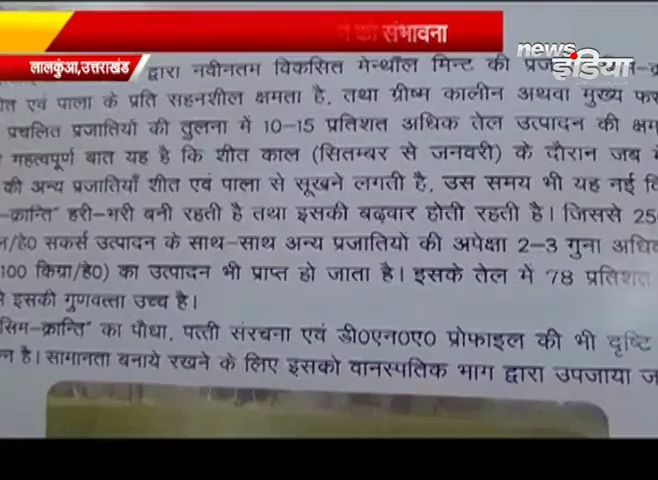 की संभावना
news
इंडिया
लालकुंआ,उत्तराखंड
द्वारा नवीनतम विकसित मेन्थॉल मिन्ट की
एवं पाला के प्रति सहनशील क्षमता है, तथा ग्रीष्म कालीन अथवा मुख्य
प्रचलित प्रजातियों की तुलना में 10-15 प्रतिशत अधिक तेल उत्पादन की
महत्वपूर्ण बात यह है कि शीत काल (सितम्बर से जनवरी) के दौरान जब
की अन्य प्रजातियाँ शीत एवं पाला से सूखने लगती है, उस समय भी यह नई
-क्रान्ति" हरी-भरी बनी रहती है तथा इसकी बढ़वार होती रहती है। जिससे
/हे0 सकर्स उत्पादन के साथ-साथ अन्य प्रजातियों की अपेक्षा 2-3 गुना
100 किग्रा/हे0) का उत्पादन भी प्राप्त हो जाता है। इसके तेल में 78 प्रतिशत
इसकी गुणवत्ता उच्च है।
सिम-क्रान्ति" का पौधा, पत्ती संरचना एवं डी0एन0ए0 प्रोफाइल की भी दृष्टि
है। सामानता बनाये रखने के लिए इसको वानस्पतिक भाग द्वारा उपजाया